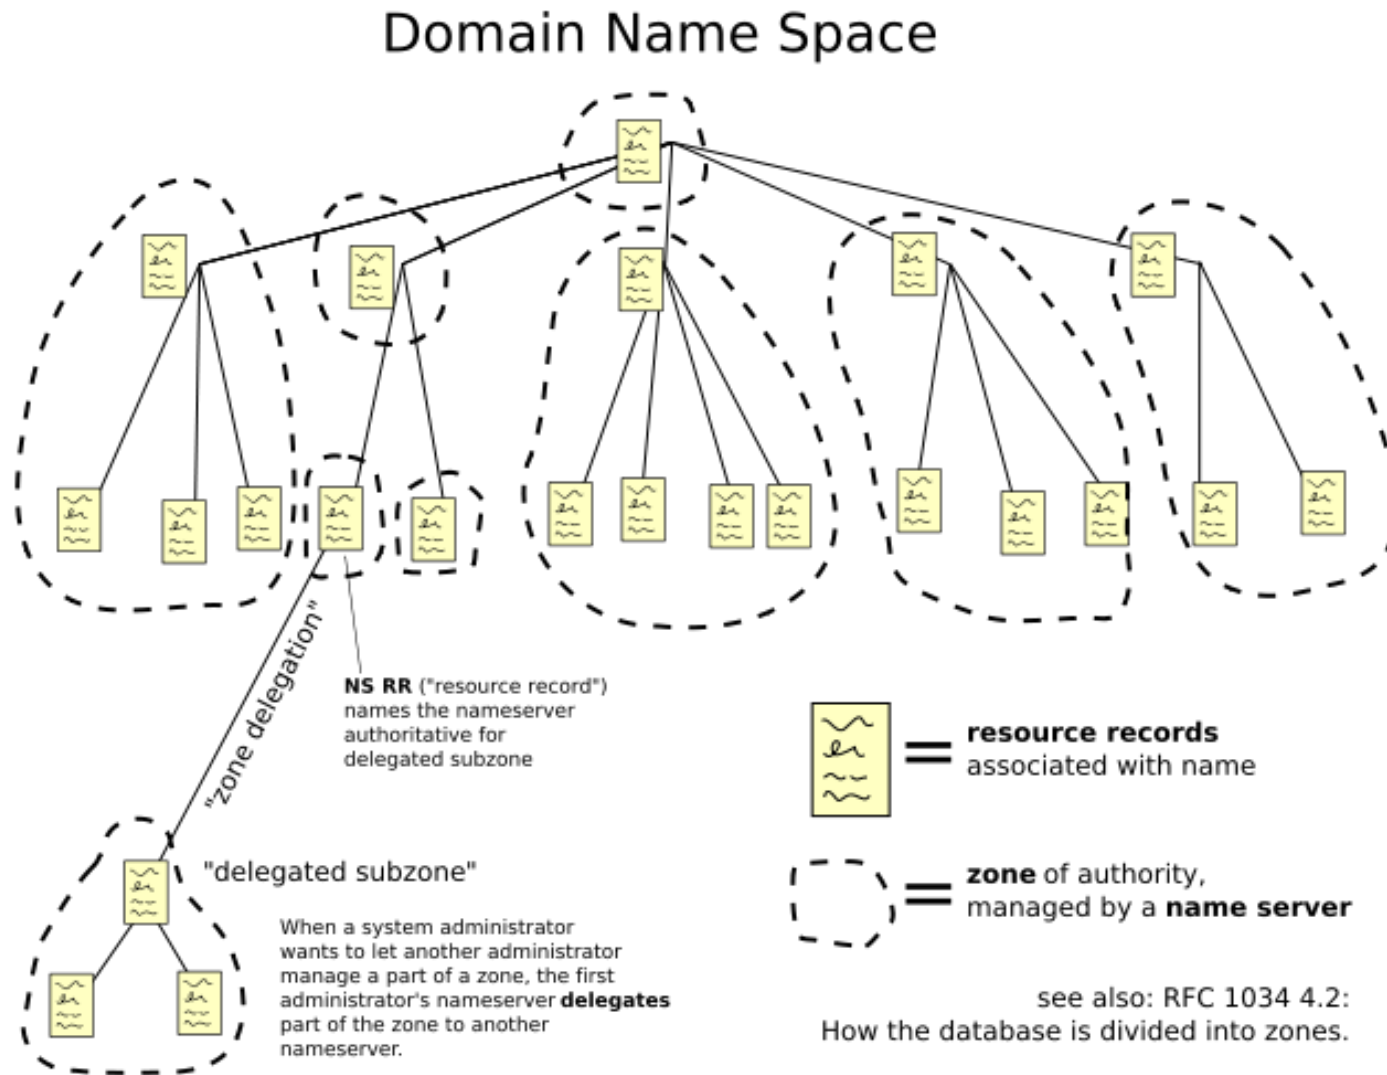 Domain Name Space
"zone delegation"
NS RR ("resource record")
names the nameserver
authoritative for
delegated subzone
resource records
associated with name
"delegated subzone"
When a system administrator
wants to let another administrator
manage a part of a zone, the first
administrator's nameserver delegates
part of the zone to another
nameserver.
zone of authority,
managed by a name server
see also: RFC 1034 4.2:
How the database is divided into zones.